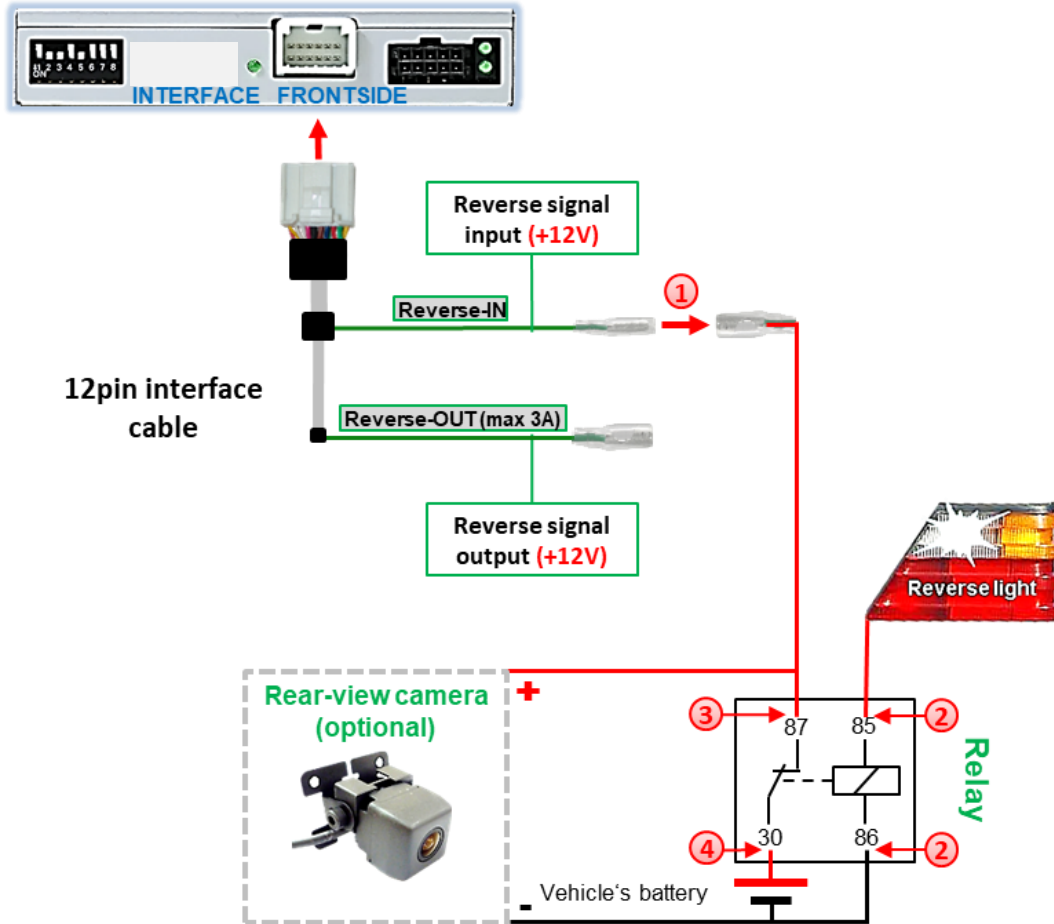 1 2 3 4 5 6 7 8
ON
INTERFACE FRONTSIDE
Reverse signal
input (+12V)
1
Reverse-IN
12pin interface
cable
Reverse-OUT(max 3A)
Reverse signal
output (+12V)
Reverse light
Rear-view camera
(optional)
+
3
87
85
2
Relay
4
30
86
2
Vehicle's battery
-